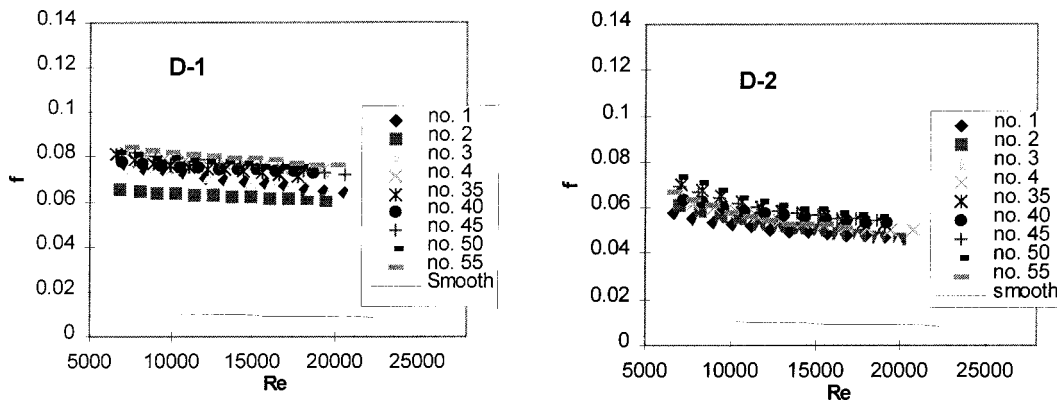 0.14
0.12
0.1
0.08
0.06
0.04
0.02
0
f
D-1
no. 1
no. 2
no. 3
no. 4
no. 35
no. 40
no. 45
no. 50
no. 55
Smooth
5000 10000 15000 20000 25000
Re
0.14
0.12
0.1
0.08
0.06
0.04
0.02
0
f
D-2
no. 1
no. 2
no. 3
no. 4
no. 35
no. 40
no. 45
no. 50
no. 55
smooth
5000 10000 15000 20000 25000
Re